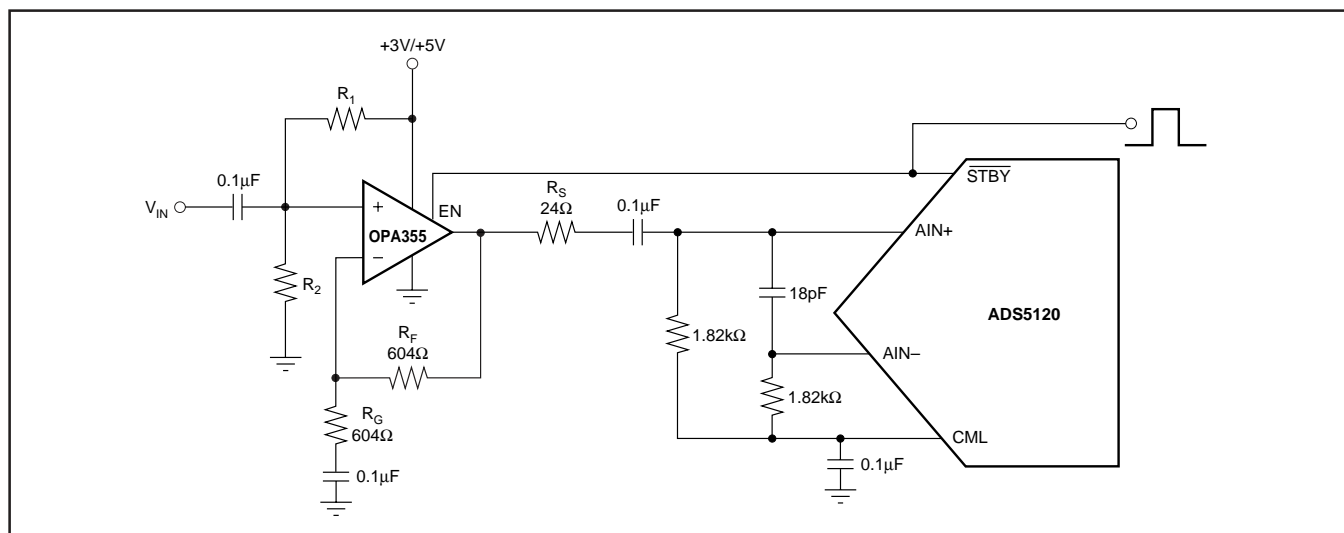 +3V/+5V
R1
0.1µF
VIN
+
EN
OPA355
–
R2
RS
24Ω
0.1µF
STBY
AIN+
18pF
ADS5120
1.82kΩ
AIN–
RF
604Ω
1.82kΩ
RG
604Ω
CML
0.1µF
0.1µF